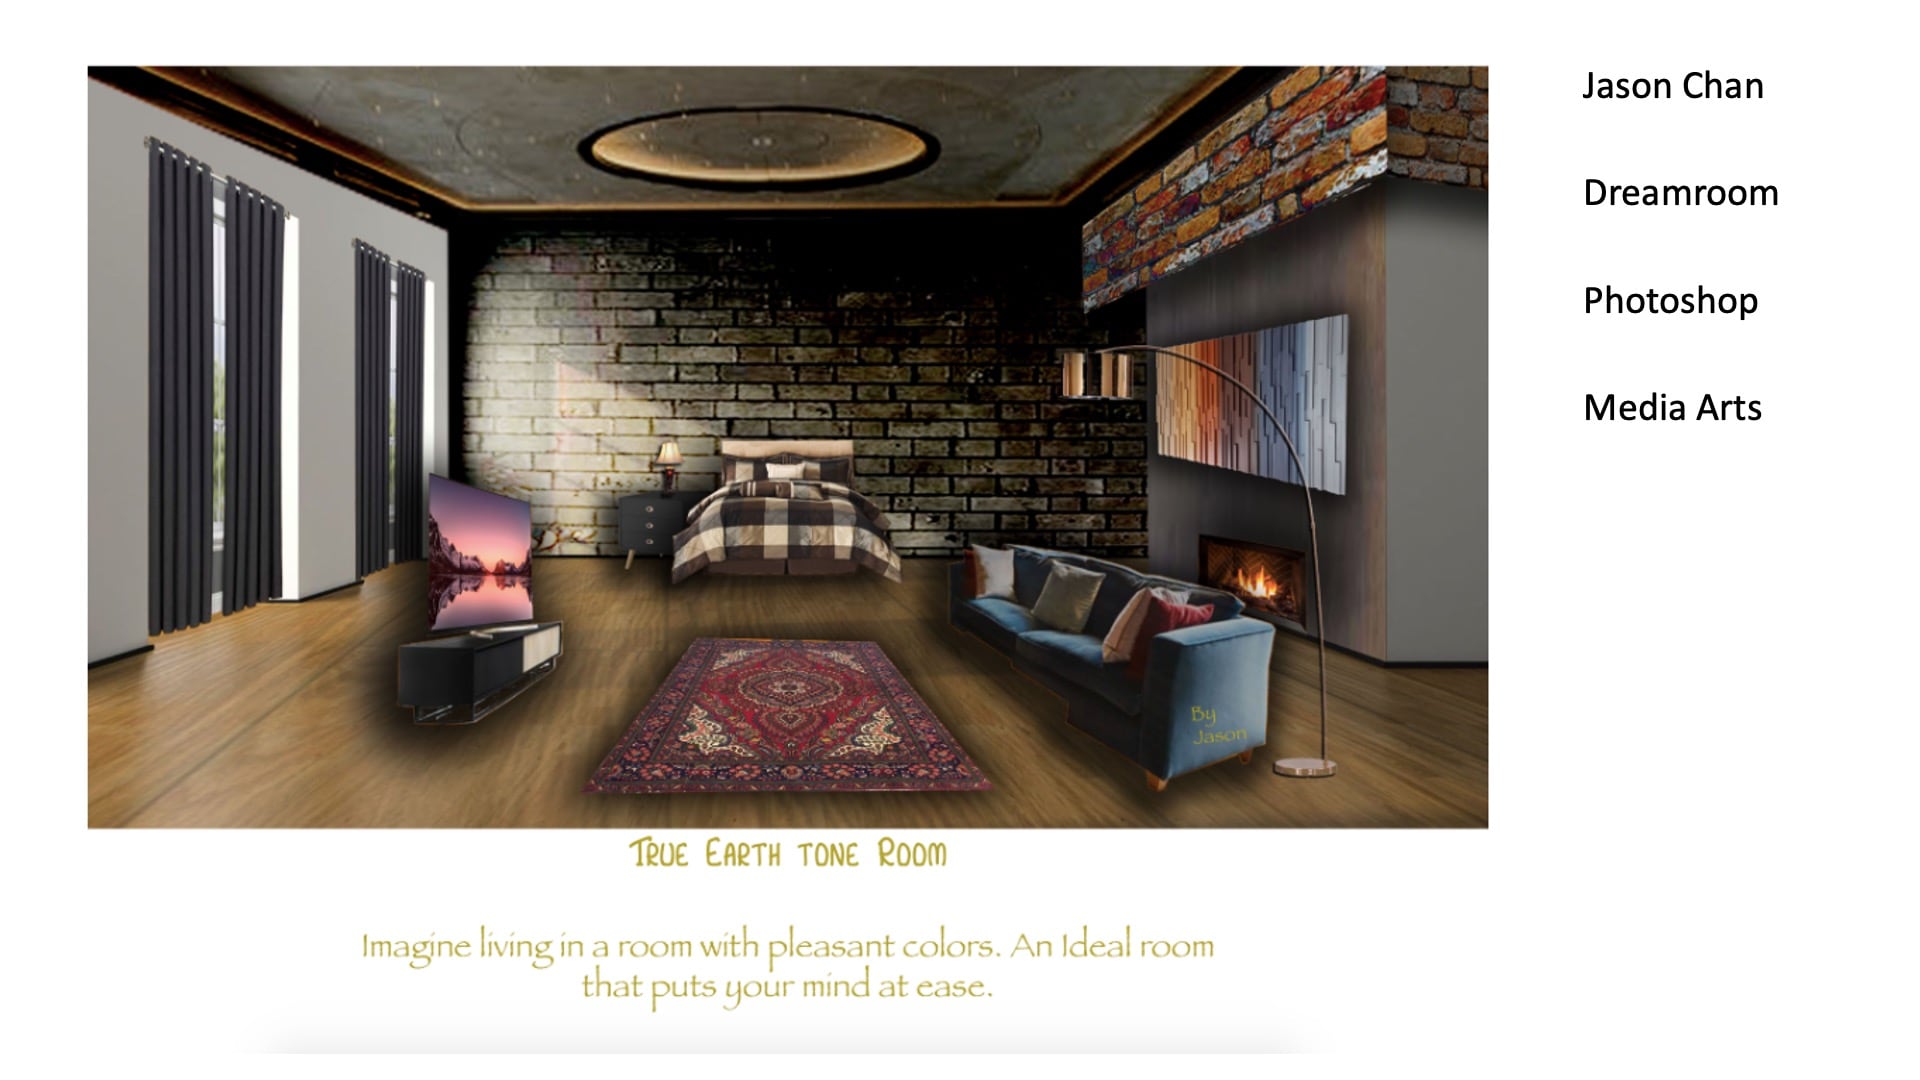 Jason Chan
Dreamroom
Photoshop
Media Arts
By
Jason
True Earth tone Room
Imagine living in a room with pleasant colors. An Ideal room
that puts your mind at ease.